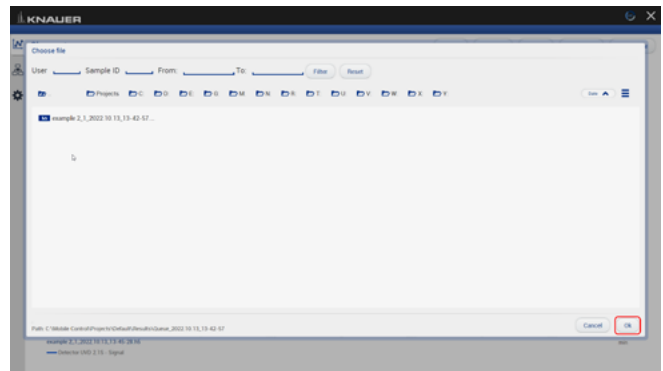 KNAUER
Choose file
User Sample ID From: To: Filter Reset
Projects C: D: E: M: N: R: T: U: V: W: X: Y:
example 2_1_2022.10.13_13-42-57...
Path: C:\Mobile Control\Projects\Default\Results\Queue_2022.10.13_13-42-57
Cancel Ok
Detector UVD 2.1S - Signal
min